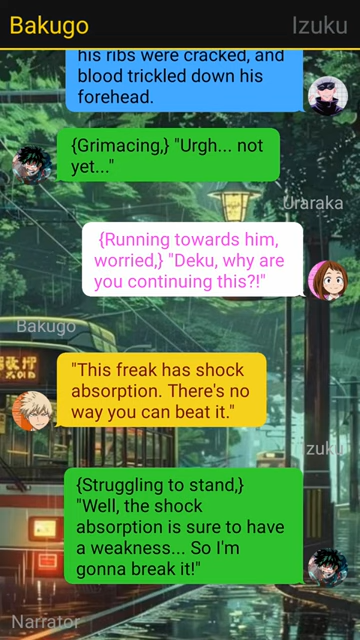 Bakugo
Izuku
his ribs were cracked, and
blood trickled down his
forehead.
{Grimacing,} "Urgh... not
yet..."
Uraraka
{Running towards him,
worried,} "Deku, why are
you continuing this?!"
Bakugo
"This freak has shock
absorption. There's no
way you can beat it."
Izuku
{Struggling to stand,}
"Well, the shock
absorption is sure to have
a weakness... So I'm
gonna break it!"
Narrator